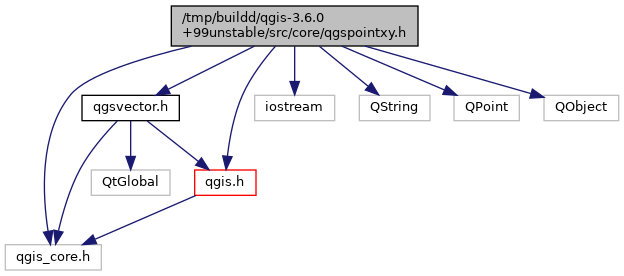 /tmp/buildd/qgis-3.6.0
+99unstable/src/core/qgspointxy.h
qgsvector.h
iostream
QString
QPoint
QObject
QtGlobal
qgis.h
qgis_core.h